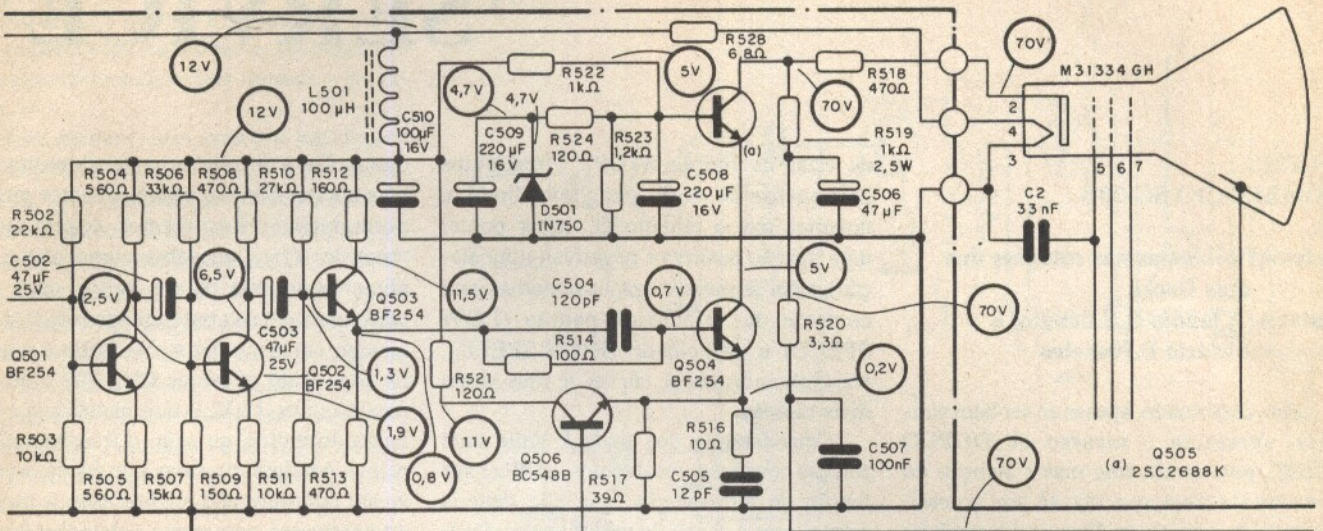 12V
12V
L501
100µH
C510
100µF
16V
4,7V
4,7V
C509
220µF
16V
R522
1kΩ
R524
120Ω
R523
1,2kΩ
D501
1N750
C508
220µF
16V
5V
(a)
R528
6,8Ω
70V
R518
470Ω
R519
1kΩ
2,5W
C506
47µF
70V
M31334GH
2
4
3
5
6
7
C2
33nF
R504
560Ω
R506
33kΩ
R508
470Ω
R510
27kΩ
R512
160Ω
R502
22kΩ
C502
47µF
25V
2,5V
6,5V
C503
47µF
25V
Q501
BF254
Q502
BF254
Q503
BF254
11,5V
1,3V
1,9V
0,8V
11V
R503
10kΩ
R505
560Ω
R507
15kΩ
R509
150Ω
R511
10kΩ
R513
470Ω
R521
120Ω
C504
120pF
R514
100Ω
0,7V
Q504
BF254
5V
70V
R520
3,3Ω
0,2V
Q506
BC548B
R517
39Ω
R516
10Ω
C505
12pF
C507
100nF
70V
Q505
(a) 2SC2688K